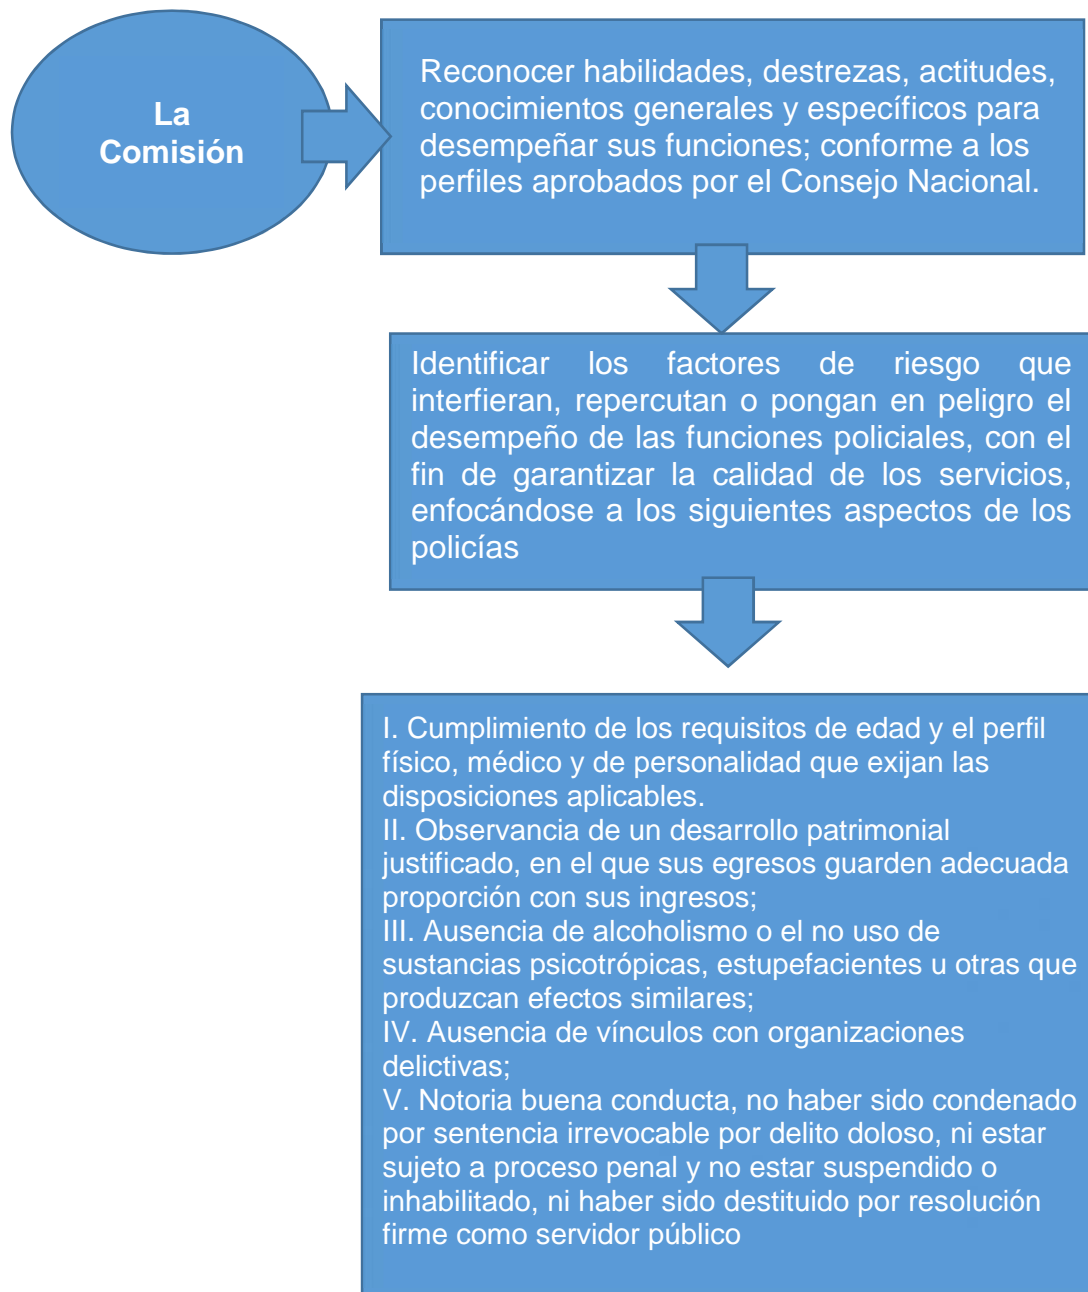 La
Comisión
Reconocer habilidades, destrezas, actitudes,
conocimientos generales y específicos para
desempeñar sus funciones; conforme a los
perfiles aprobados por el Consejo Nacional.
Identificar los factores de riesgo que
interfieran, repercutan o pongan en peligro el
desempeño de las funciones policiales, con el
fin de garantizar la calidad de los servicios,
enfocándose a los siguientes aspectos de los
policías
I. Cumplimiento de los requisitos de edad y el perfil
físico, médico y de personalidad que exijan las
disposiciones aplicables.
II. Observancia de un desarrollo patrimonial
justificado, en el que sus egresos guarden adecuada
proporción con sus ingresos;
III. Ausencia de alcoholismo o el no uso de
sustancias psicotrópicas, estupefacientes u otras que
produzcan efectos similares;
IV. Ausencia de vínculos con organizaciones
delictivas;
V. Notoria buena conducta, no haber sido condenado
por sentencia irrevocable por delito doloso, ni estar
sujeto a proceso penal y no estar suspendido o
inhabilitado, ni haber sido destituido por resolución
firme como servidor público